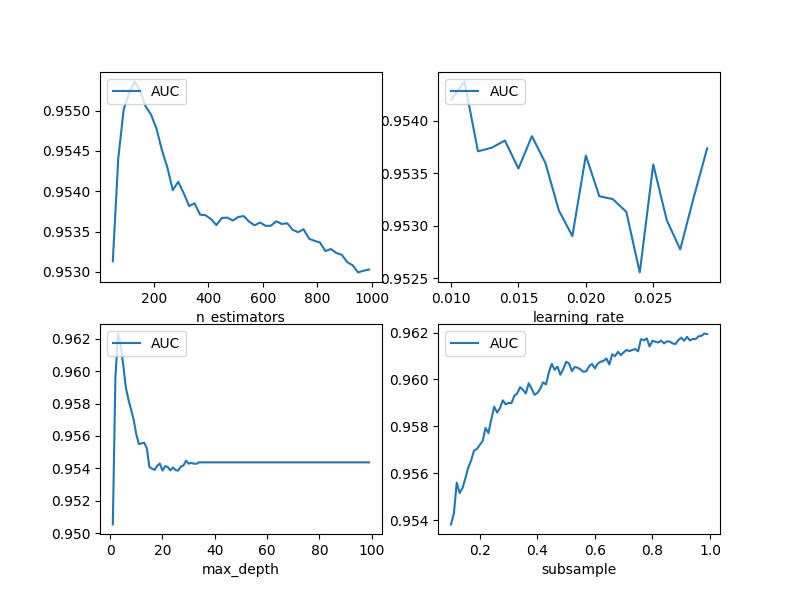 AUC
0.9550
0.9545
0.9540
0.9535
0.9530
200 400 600 800 1000
n_estimators
AUC
0.9540
0.9535
0.9530
0.9525
0.010 0.015 0.020 0.025
learning_rate
AUC
0.962
0.960
0.958
0.956
0.954
0.952
0.950
0 20 40 60 80 100
max_depth
AUC
0.962
0.960
0.958
0.956
0.954
0.2 0.4 0.6 0.8 1.0
subsample